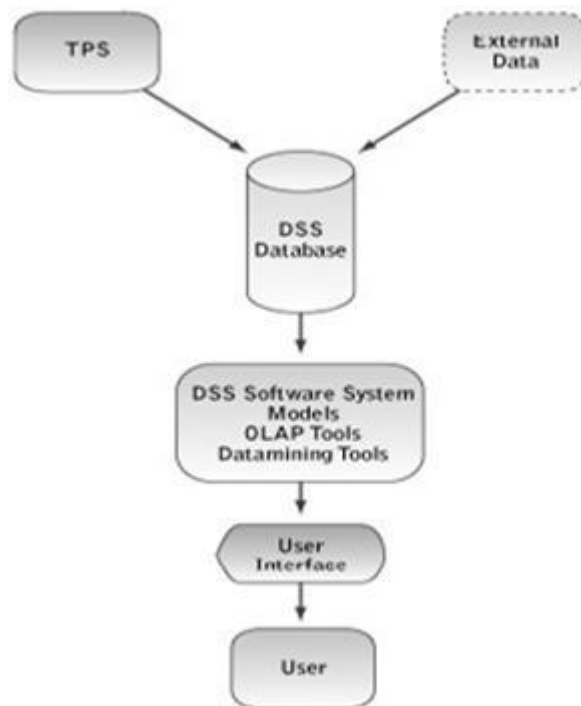 TPS
External
Data
DSS
Database
DSS Software System
Models
OLAP Tools
Datamining Tools
User
Interface
User